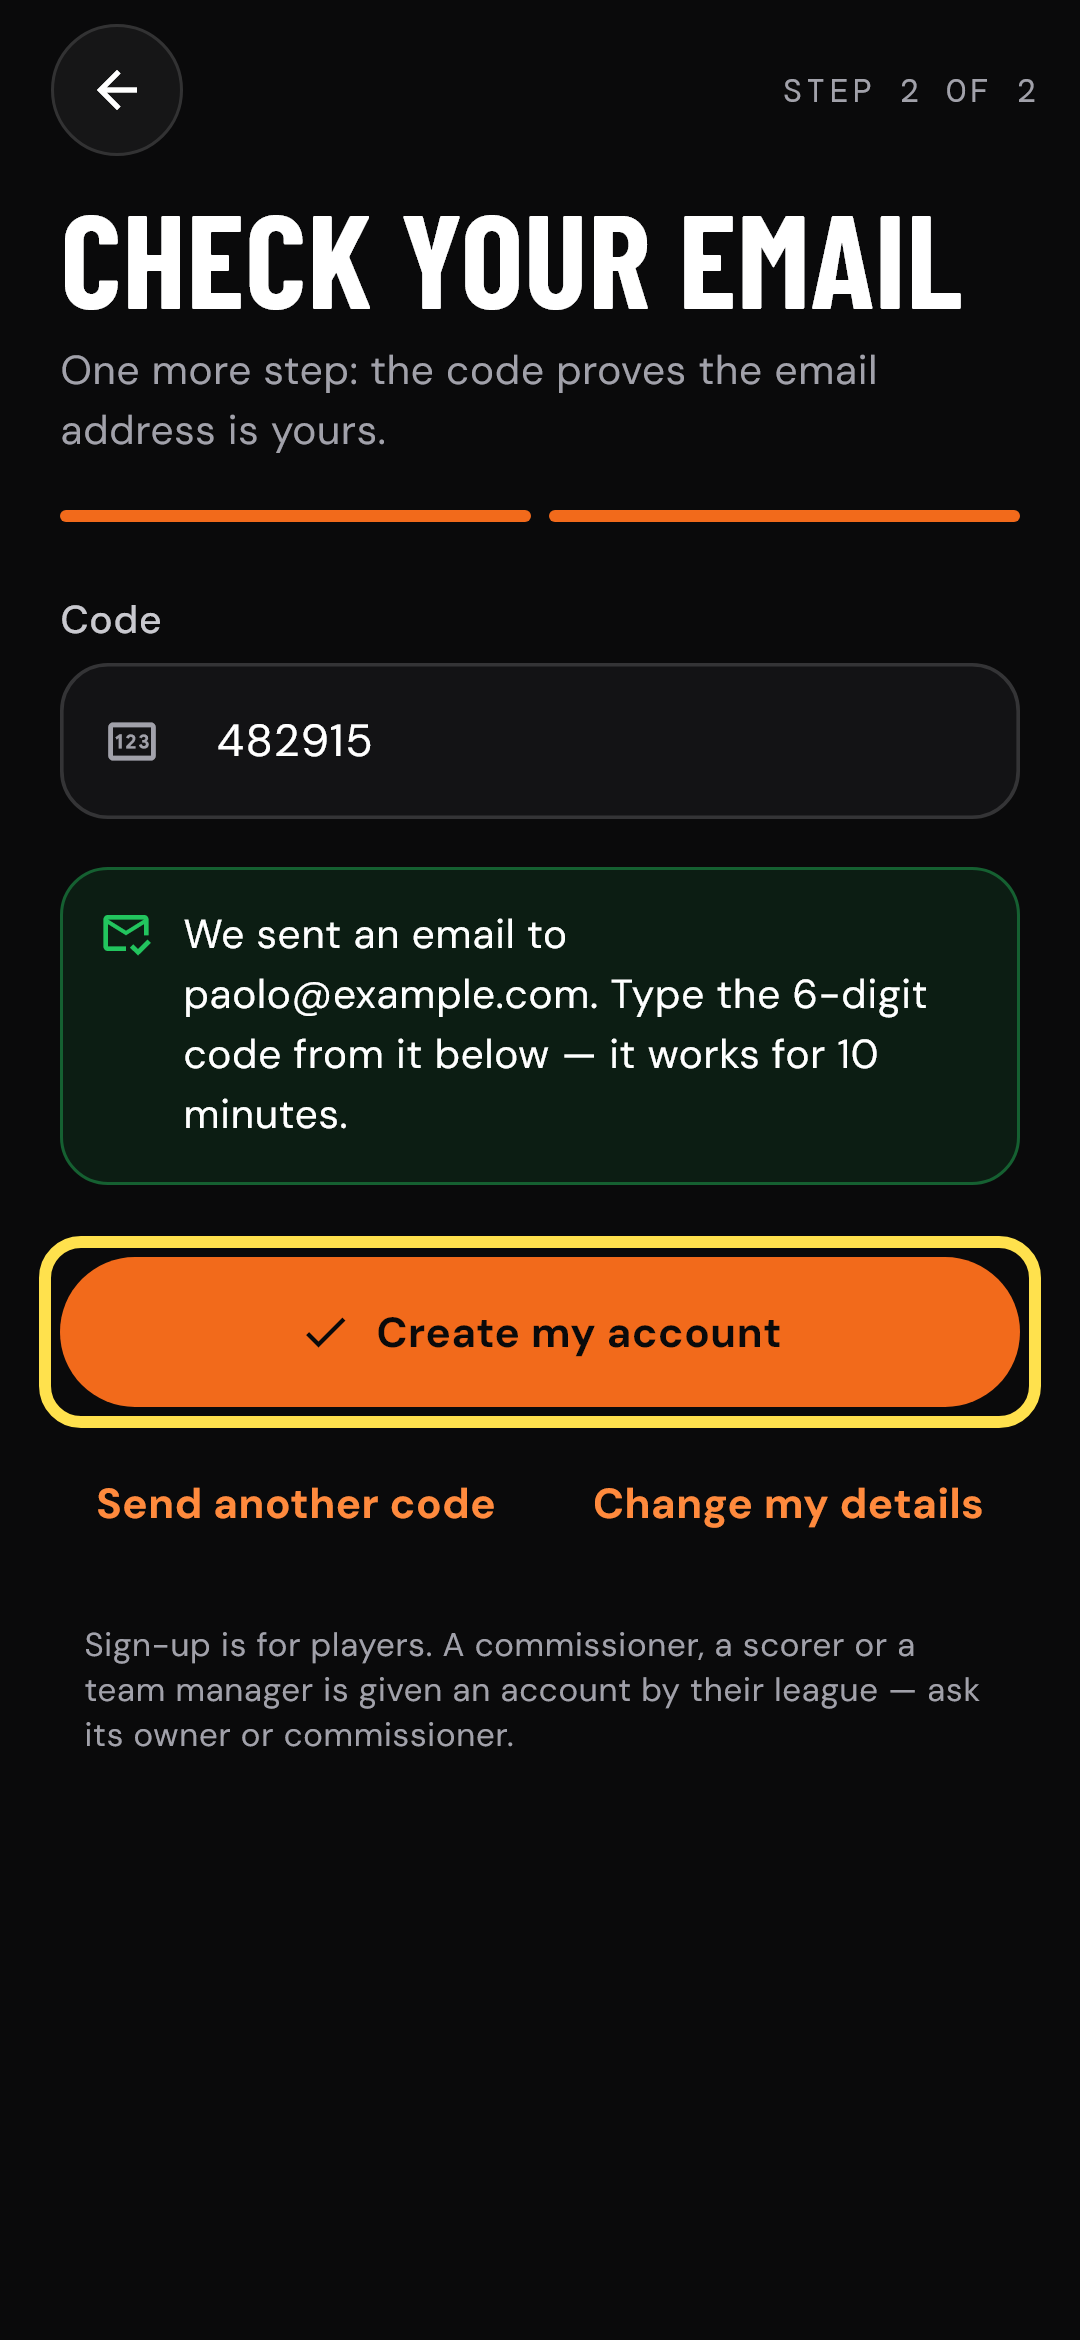 STEP 2 OF 2
CHECK YOUR EMAIL
One more step: the code proves the email
address is yours.
Code
123
482915
We sent an email to
paolo@example.com. Type the 6-digit
code from it below — it works for 10
minutes.
Create my account
Send another code
Change my details
Sign-up is for players. A commissioner, a scorer or a
team manager is given an account by their league — ask
its owner or commissioner.